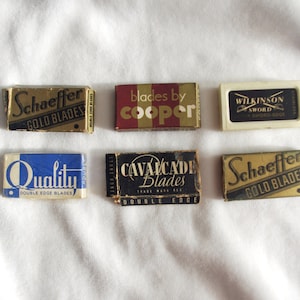 Schaeffer
GOLD BLADES
blades by
cooper
WILKINSON
SWORD
Quality
DOUBLE EDGE BLADES
CAVALCADE
Blades
TRADE MARK REG
DOUBLE EDGE
Schaeffer
GOLD BLADES